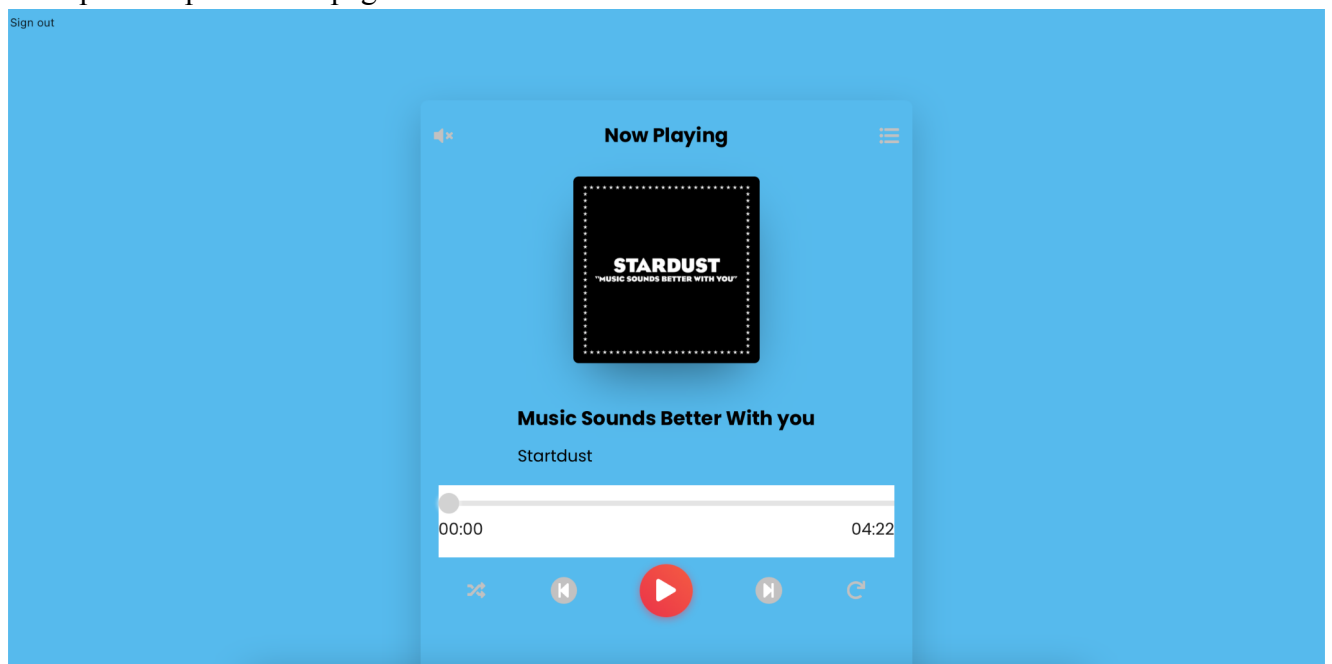 Sign out
Now Playing
STARDUST
"MUSIC SOUNDS BETTER WITH YOU"
Music Sounds Better With you
Startdust
00:00 04:22